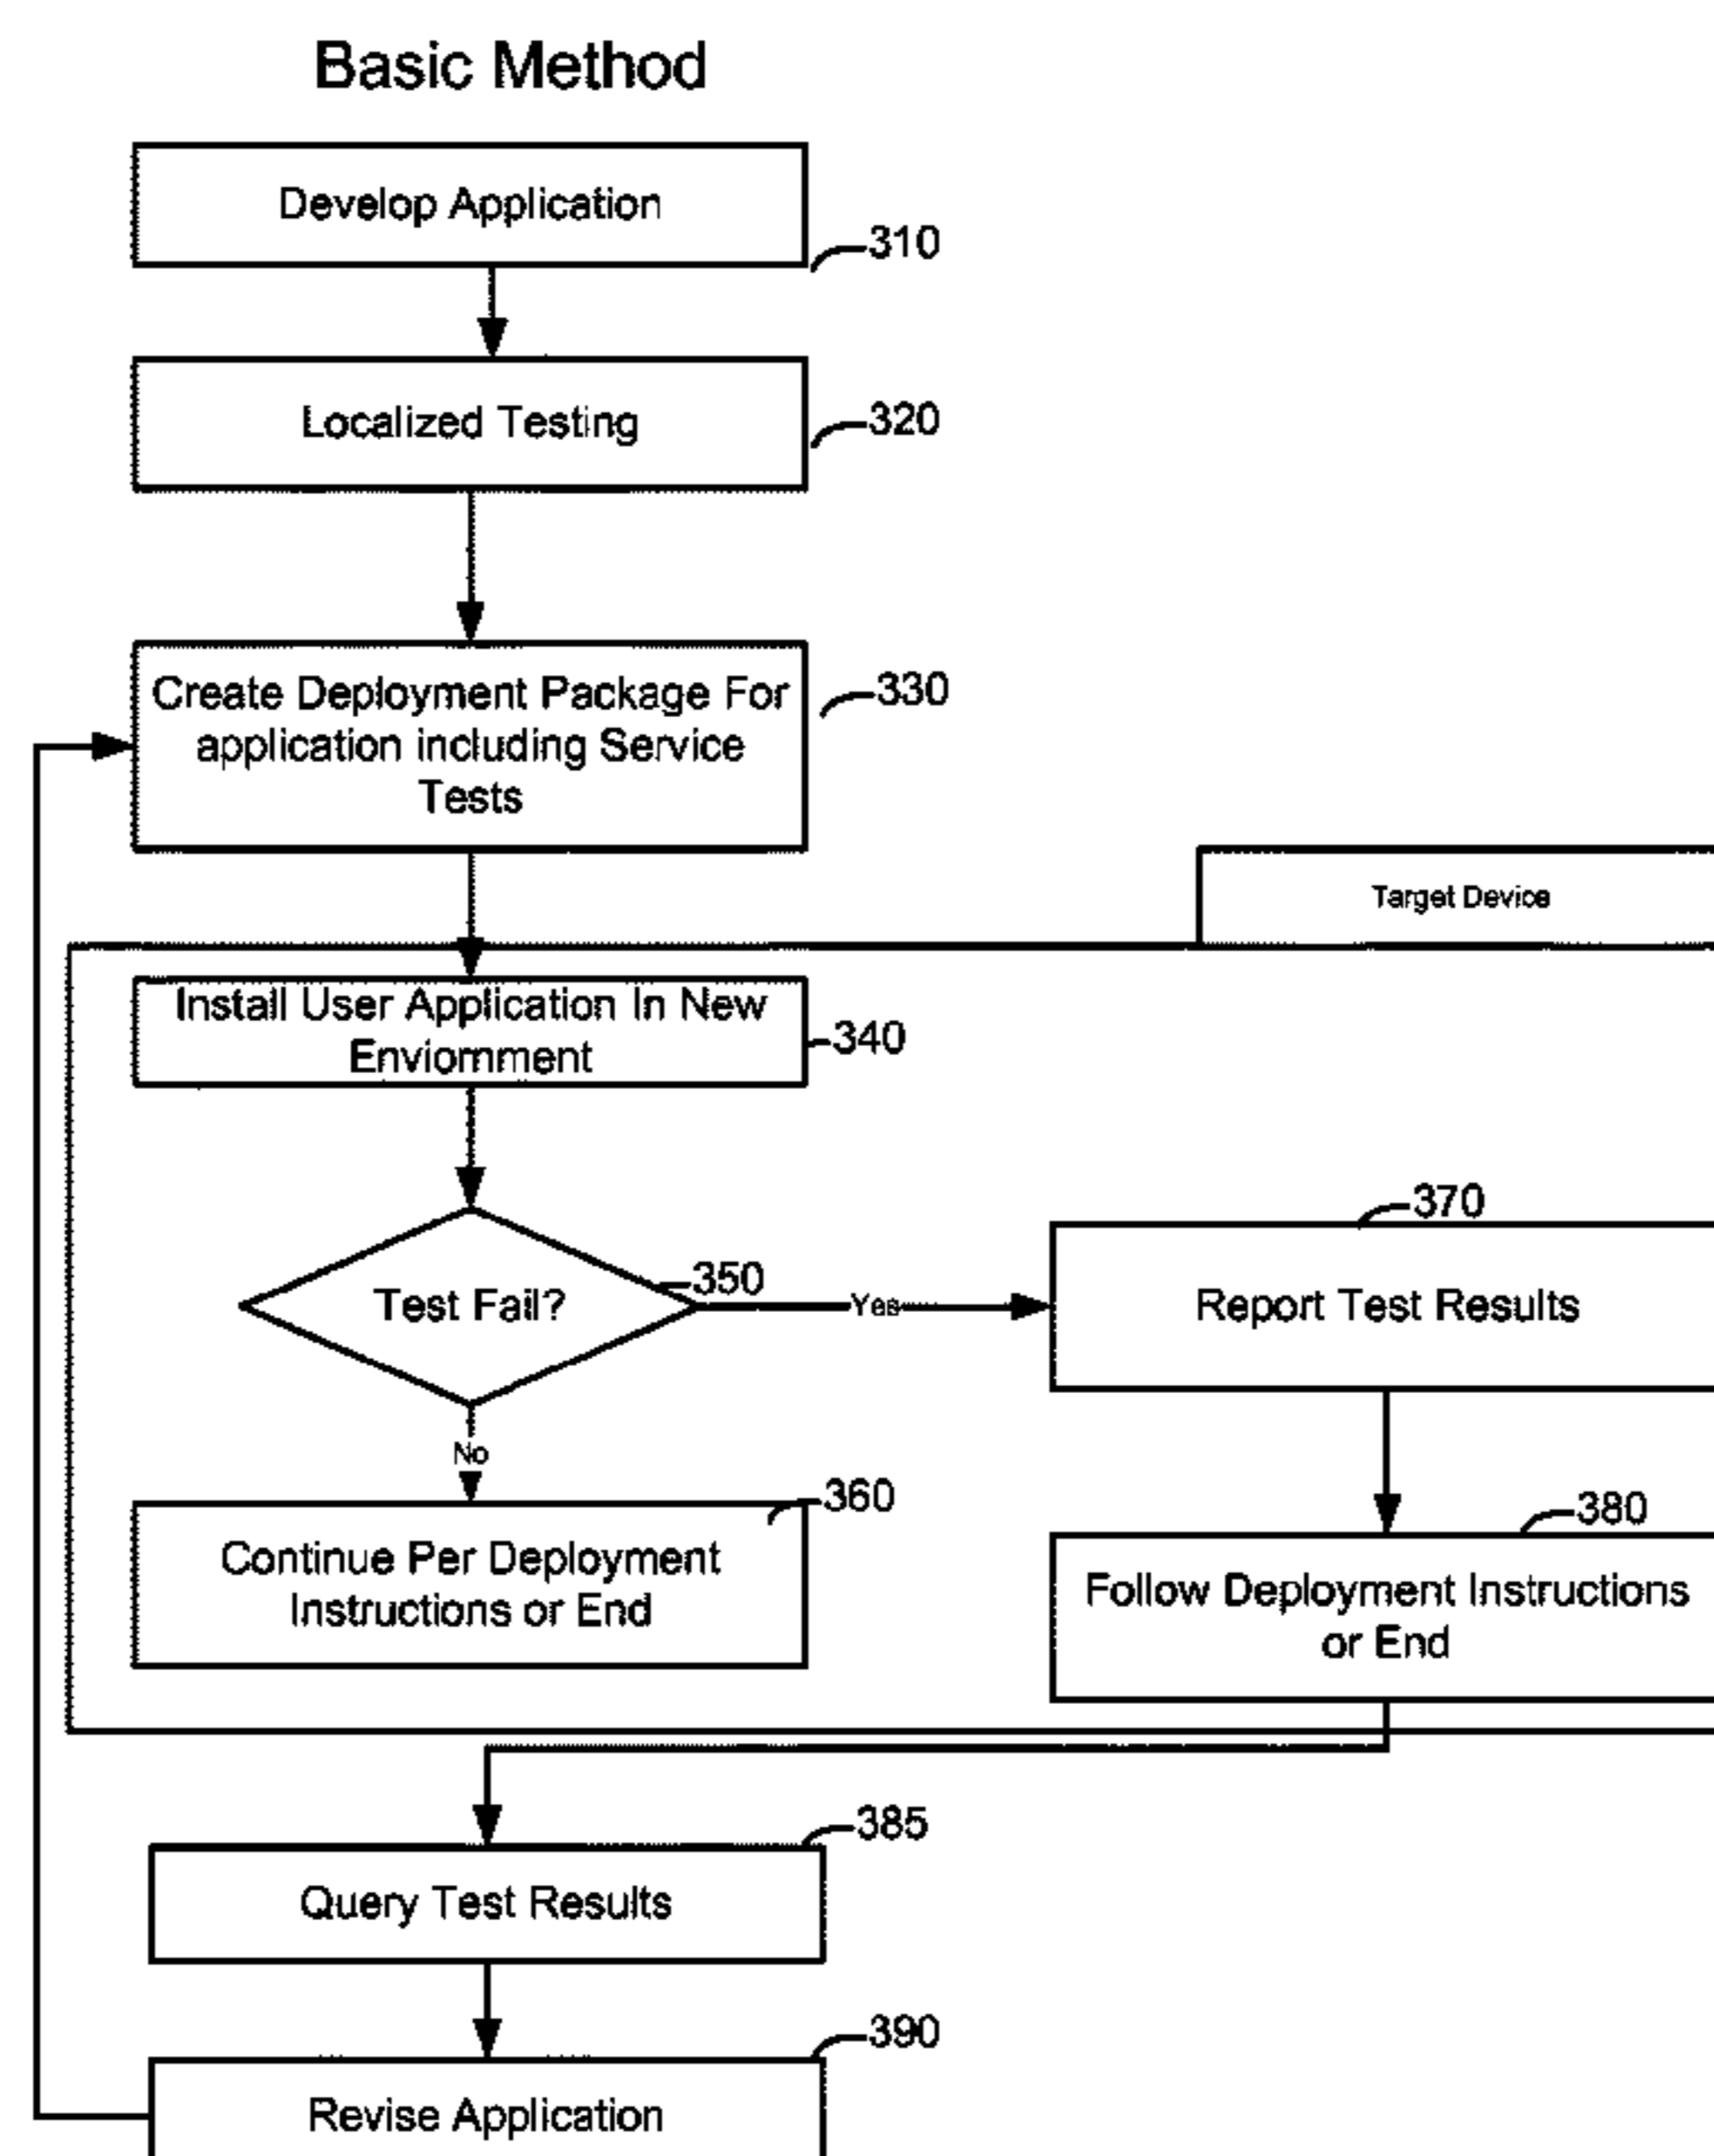 Basic Method
Develop Application
310
Localized Testing
320
Create Deployment Package For
application including Service
Tests
330
Target Device
Install User Application In New
Enviornment
340
Test Fail?
350
Yes
370
Report Test Results
No
360
Continue Per Deployment
Instructions or End
380
Follow Deployment Instructions
or End
385
Query Test Results
390
Revise Application